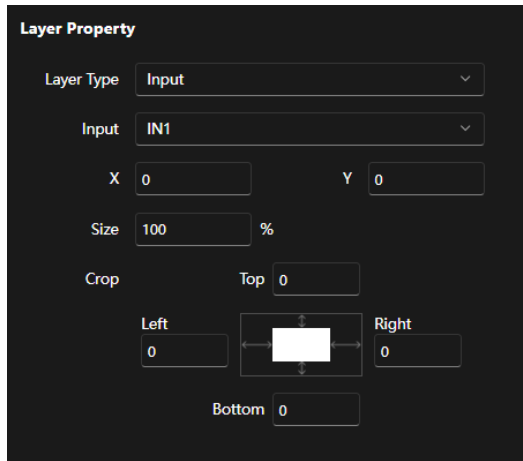 Layer Property
Layer Type Input
Input IN1
X 0 Y 0
Size 100 %
Crop Top 0
Left Right
0 0
Bottom 0